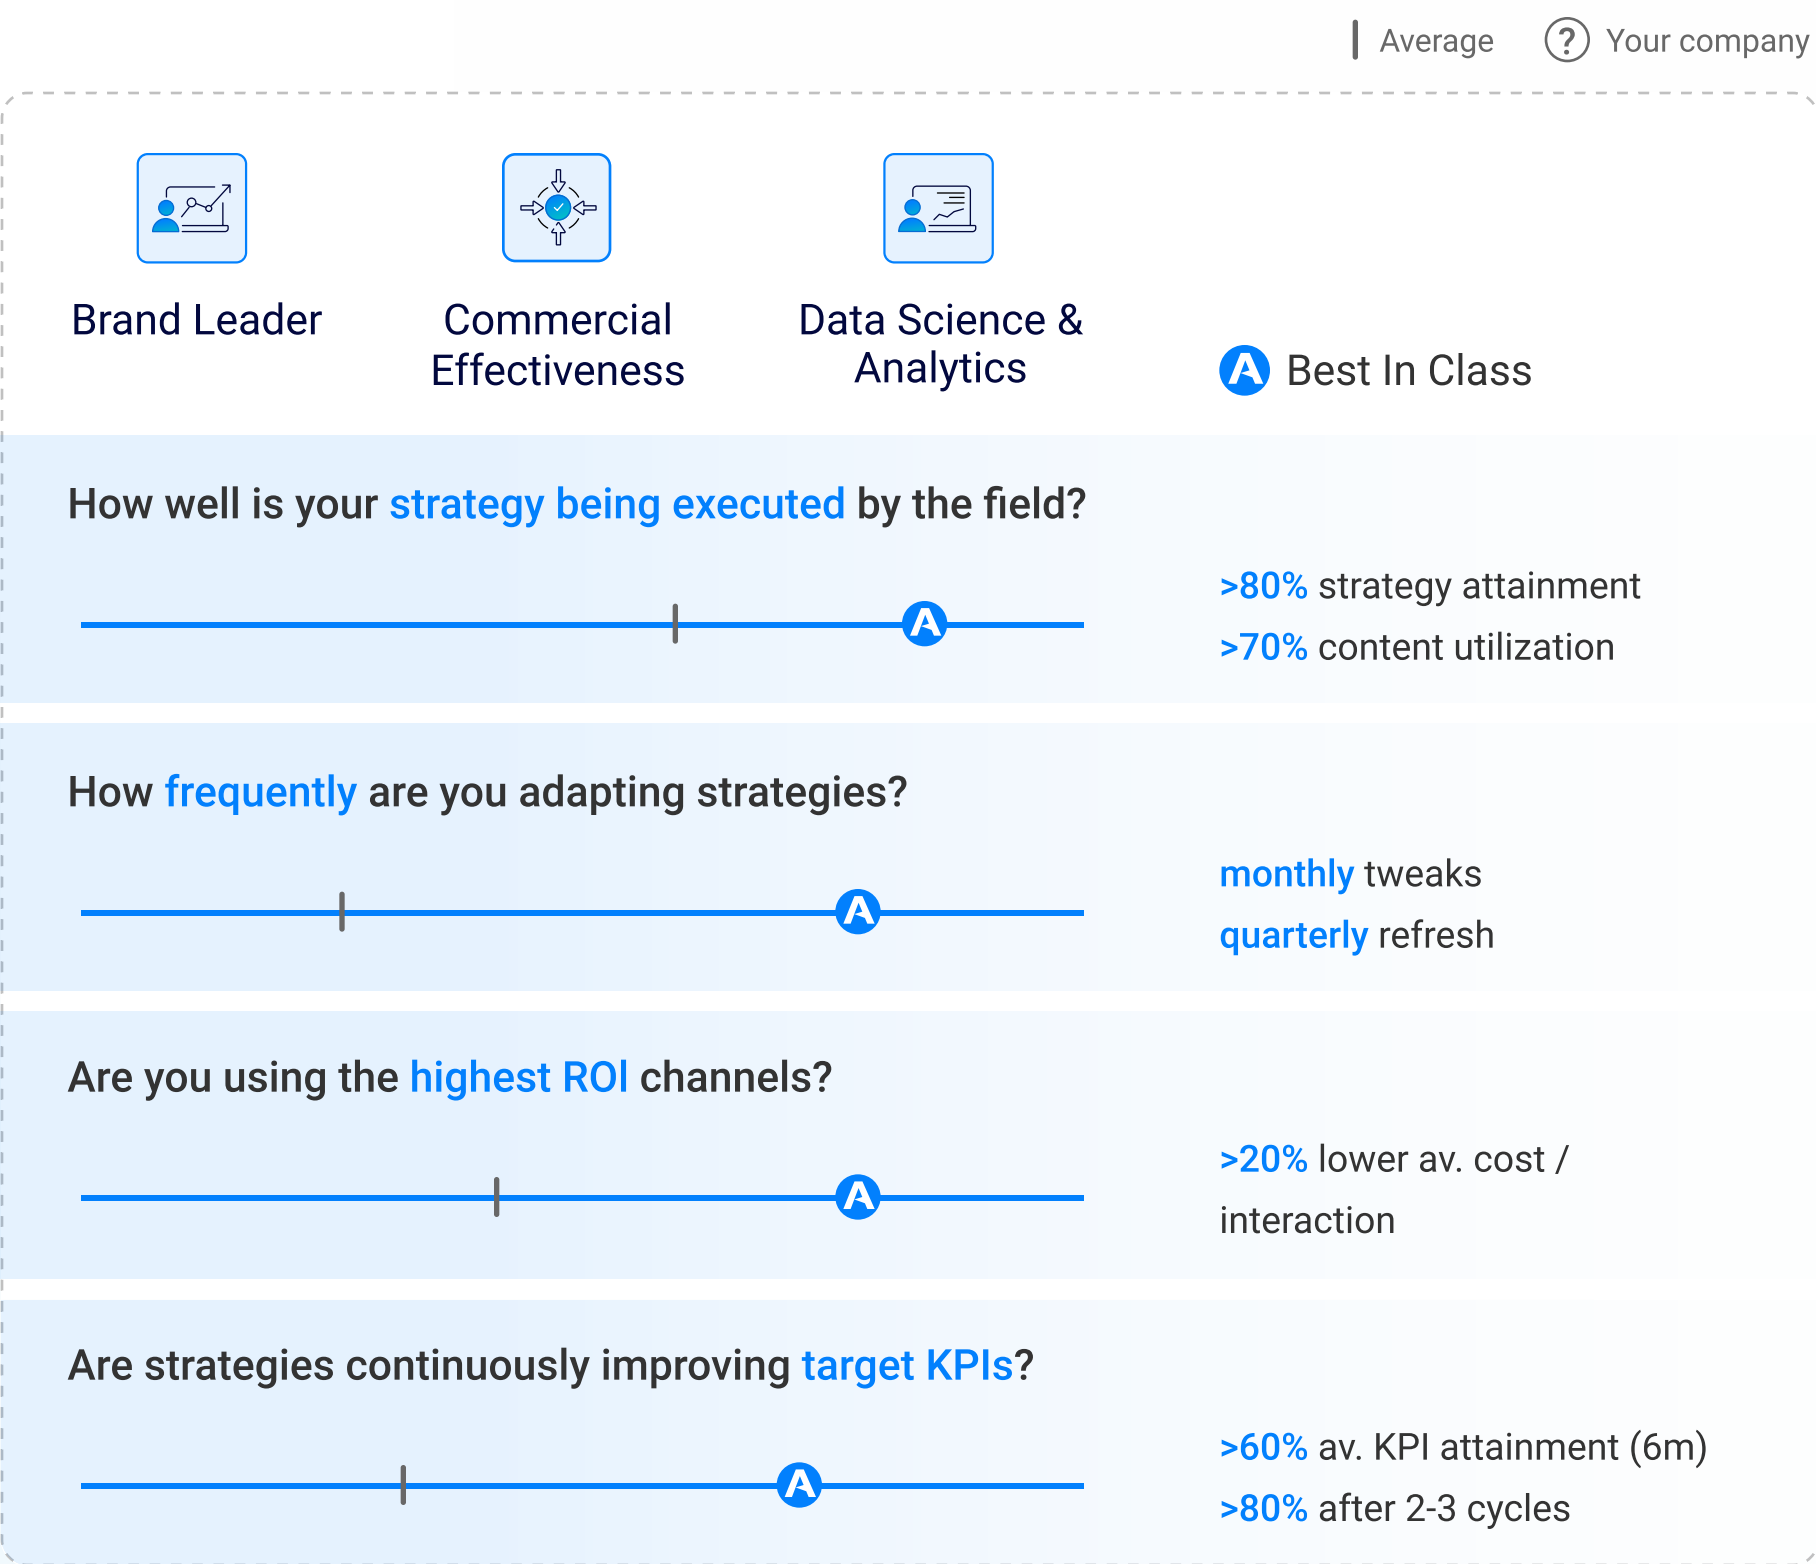 Average
? Your company
Brand Leader
Commercial
Effectiveness
Data Science &
Analytics
A Best In Class
How well is your strategy being executed by the field?
A
>80% strategy attainment
>70% content utilization
How frequently are you adapting strategies?
A
monthly tweaks
quarterly refresh
Are you using the highest ROI channels?
A
>20% lower av. cost /
interaction
Are strategies continuously improving target KPIs?
A
>60% av. KPI attainment (6m)
>80% after 2-3 cycles